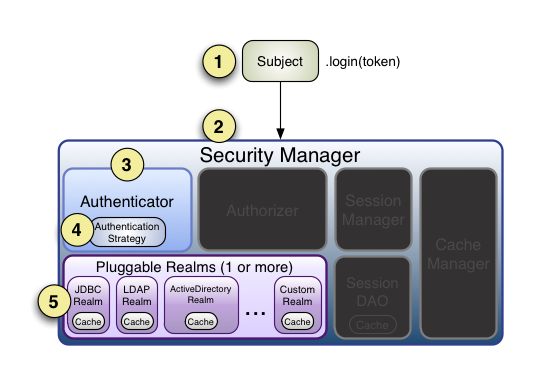 1
Subject
.login(token)
2
Security Manager
3
Authenticator
4
Authentication
Strategy
Authorizer
Session
Manager
Cache
Manager
Pluggable Realms (1 or more)
5
JDBC
Realm
Cache
LDAP
Realm
Cache
ActiveDirectory
Realm
Cache
...
Custom
Realm
Cache
Session
DAO
Cache